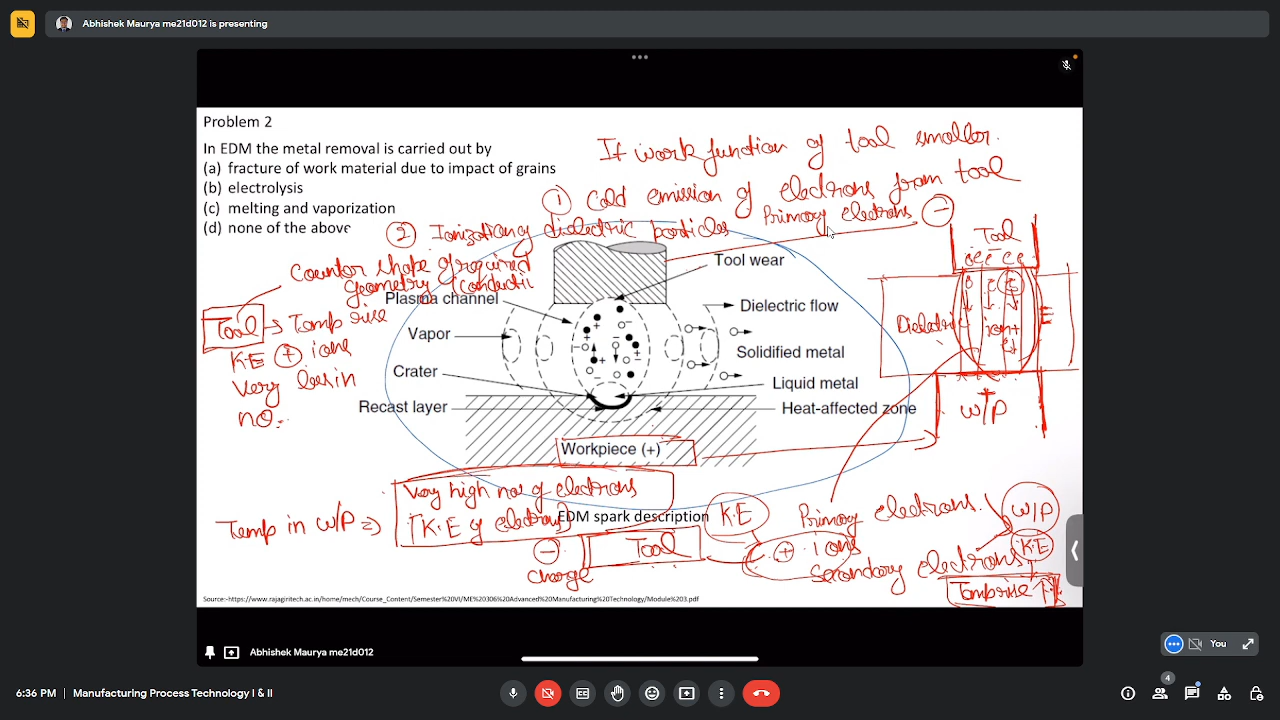 Abhishek Maurya me21d012 is presenting
Problem 2
In EDM the metal removal is carried out by
(a) fracture of work material due to impact of grains
(b) electrolysis
(c) melting and vaporization
(d) none of the above
If work function of tool smaller.
① Cold emission of electrons from tool
Primary electrons −
② Ionization of dielectric particles
Counter shape of required
geometry (conductiv
Tool → Temp rise
K.E + ions
very less in
no.
Tool wear
Plasma channel
Dielectric flow
Vapor
Solidified metal
Crater
Liquid metal
Recast layer
Heat-affected zone
Workpiece (+)
Tool
Dielectric
ion+
E
W/P
Very high no. of electrons
Temp in W/P ⇒
K.E of electrons
EDM spark description
K.E
− Tool
charge
Primary electrons.
+ ions
Secondary electrons
W/P
K.E
Temp rise ↑↑
Source:-https://www.rajagiritech.ac.in/home/mech/Course_Content/Semester%20VI/ME%20306%20Advanced%20Manufacturing%20Technology/Module%203.pdf
Abhishek Maurya me21d012
You
6:36 PM | Manufacturing Process Technology I & II
4